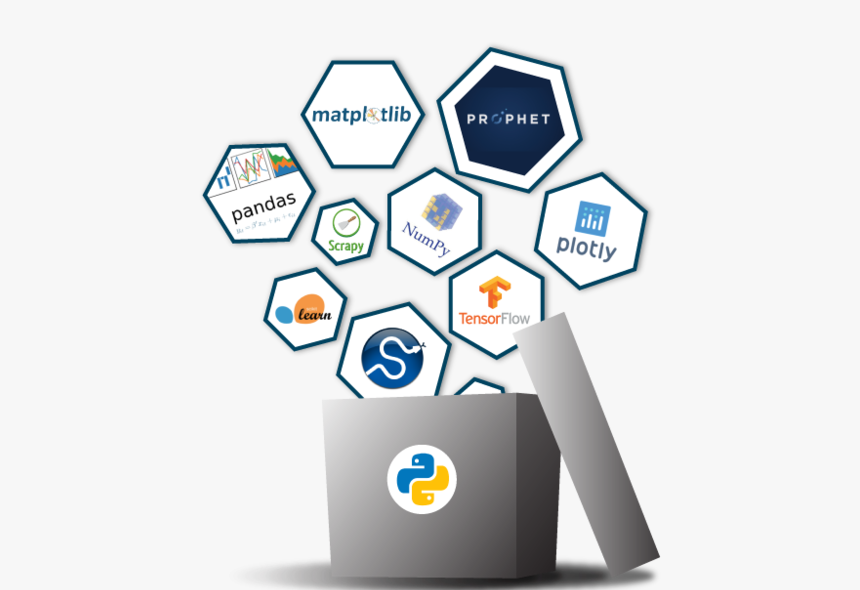 matplotlib
PROPHET
pandas
Scrapy
NumPy
plotly
learn
TensorFlow